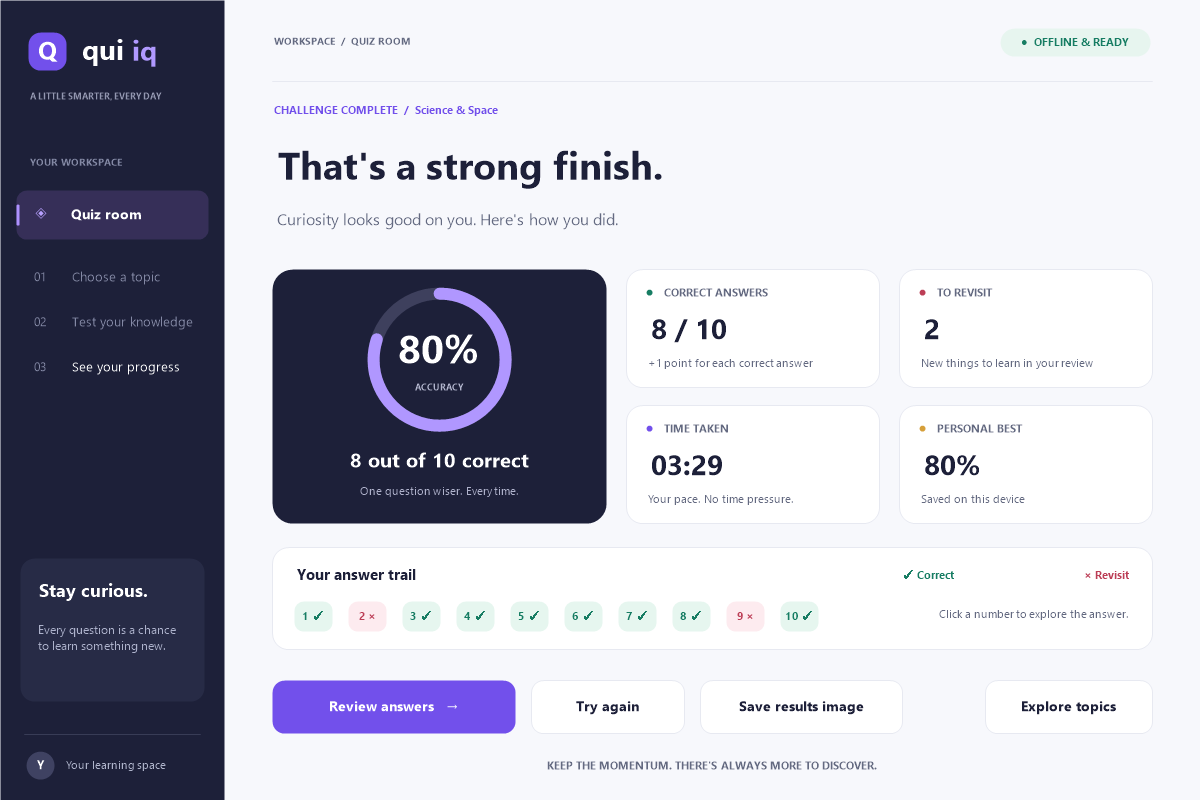 Q qui iq
A LITTLE SMARTER, EVERY DAY
YOUR WORKSPACE
Quiz room
01 Choose a topic
02 Test your knowledge
03 See your progress
Stay curious.
Every question is a chance
to learn something new.
Y Your learning space
WORKSPACE / QUIZ ROOM
• OFFLINE & READY
CHALLENGE COMPLETE / Science & Space
That's a strong finish.
Curiosity looks good on you. Here's how you did.
80%
ACCURACY
8 out of 10 correct
One question wiser. Every time.
CORRECT ANSWERS
8 / 10
+1 point for each correct answer
TO REVISIT
2
New things to learn in your review
TIME TAKEN
03:29
Your pace. No time pressure.
PERSONAL BEST
80%
Saved on this device
Your answer trail
✓ Correct
× Revisit
1 ✓ 2 × 3 ✓ 4 ✓ 5 ✓ 6 ✓ 7 ✓ 8 ✓ 9 × 10 ✓
Click a number to explore the answer.
Review answers →
Try again
Save results image
Explore topics
KEEP THE MOMENTUM. THERE'S ALWAYS MORE TO DISCOVER.